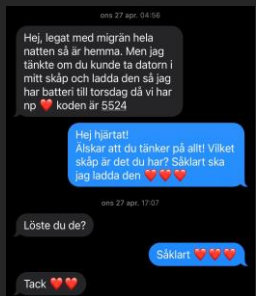 ons 27 apr. 04:56
Hej, legat med migrän hela
natten så är hemma. Men jag
tänkte om du kunde ta datorn i
mitt skåp och ladda den så jag
har batteri till torsdag då vi har
np ❤️ koden är 5524
Hej hjärtat!
Älskar att du tänker på allt! Vilket
skåp är det du har? Såklart ska
jag ladda den ❤️❤️❤️
ons 27 apr. 17:07
Löste du de?
Såklart ❤️❤️❤️
Tack ❤️❤️